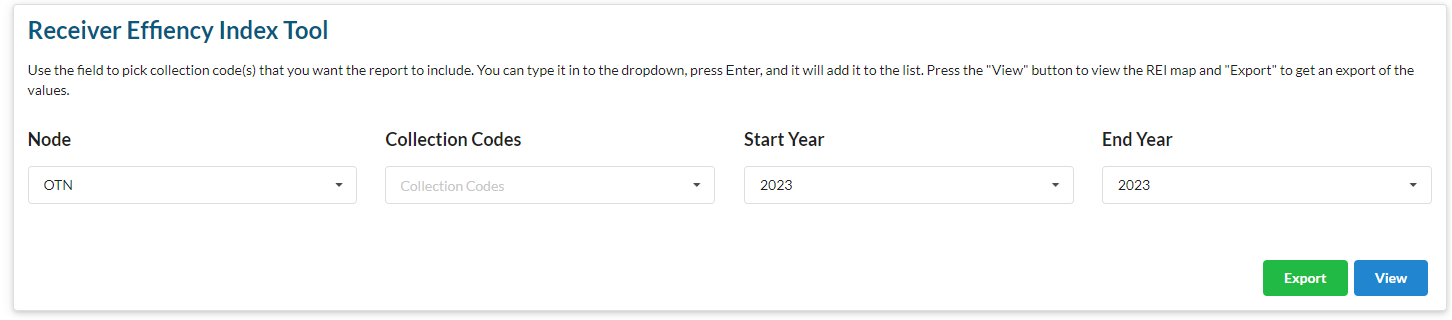 Receiver Effiency Index Tool
Use the field to pick collection code(s) that you want the report to include. You can type it in to the dropdown, press Enter, and it will add it to the list. Press the "View" button to view the REI map and "Export" to get an export of the
values.
Node Collection Codes Start Year End Year
OTN Collection Codes 2023 2023
Export View